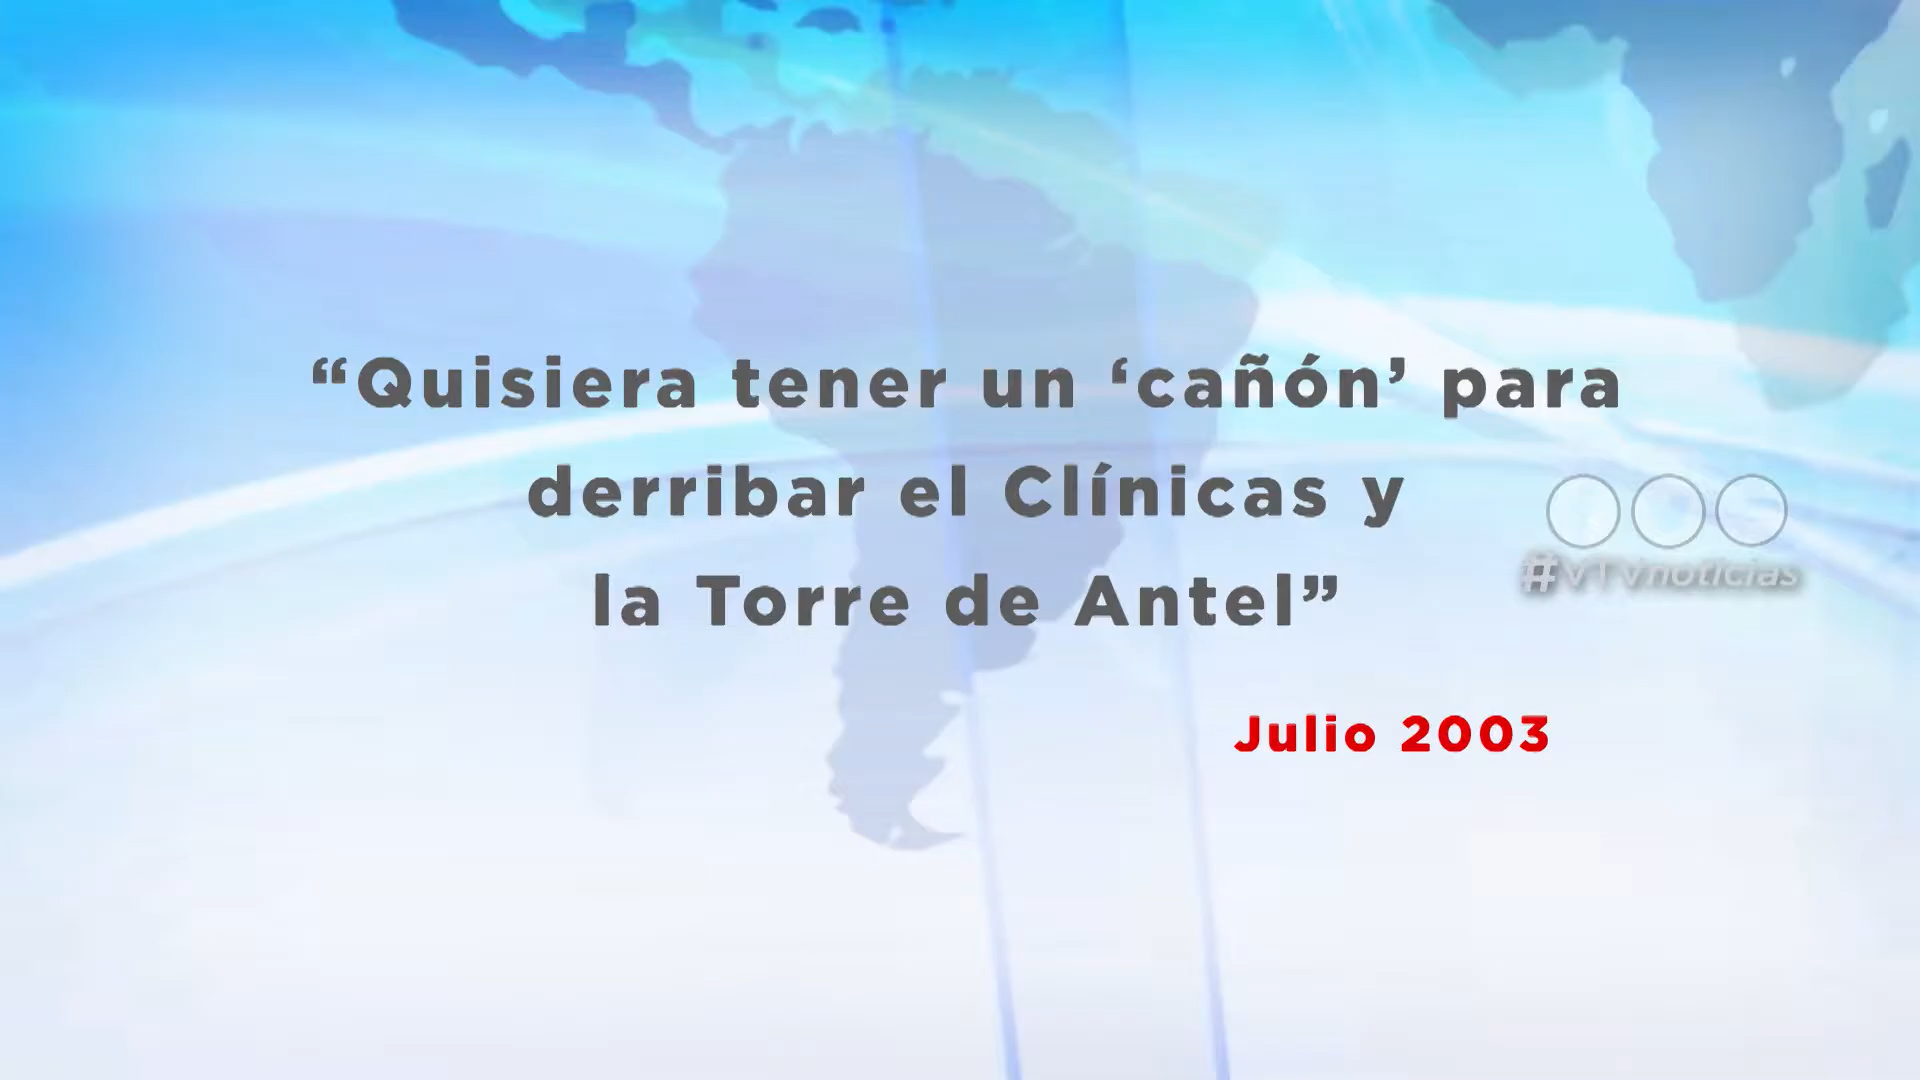 “Quisiera tener un ‘cañón’ para
derribar el Clínicas y
la Torre de Antel”
#VTVnoticias
Julio 2003